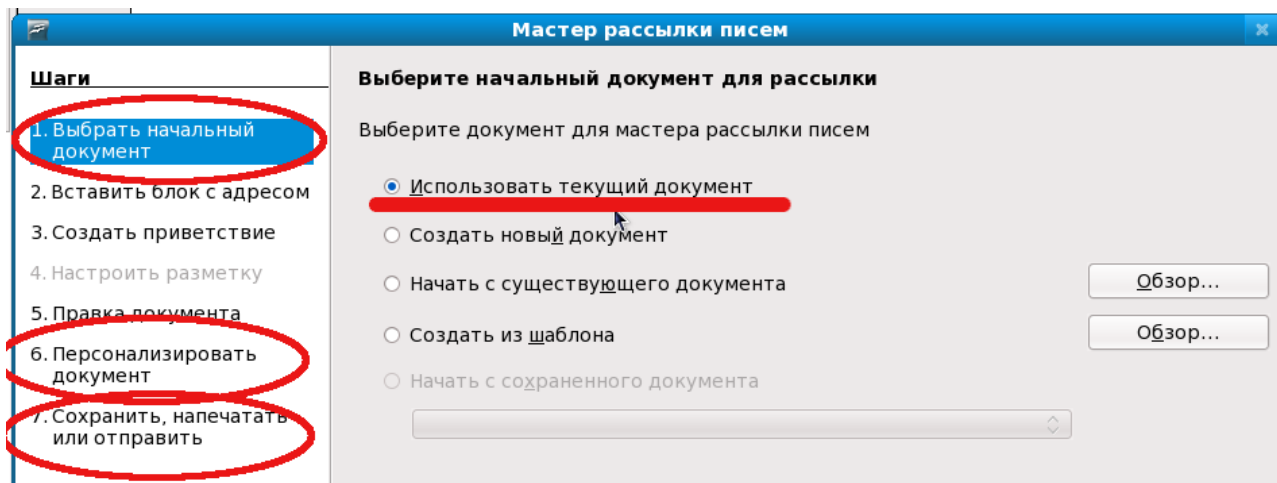 Мастер рассылки писем
Шаги
1. Выбрать начальный
документ
2. Вставить блок с адресом
3. Создать приветствие
4. Настроить разметку
5. Правка документа
6. Персонализировать
документ
7. Сохранить, напечатать
или отправить
Выберите начальный документ для рассылки
Выберите документ для мастера рассылки писем
Использовать текущий документ
Создать новый документ
Начать с существующего документа
Обзор...
Создать из шаблона
Обзор...
Начать с сохраненного документа